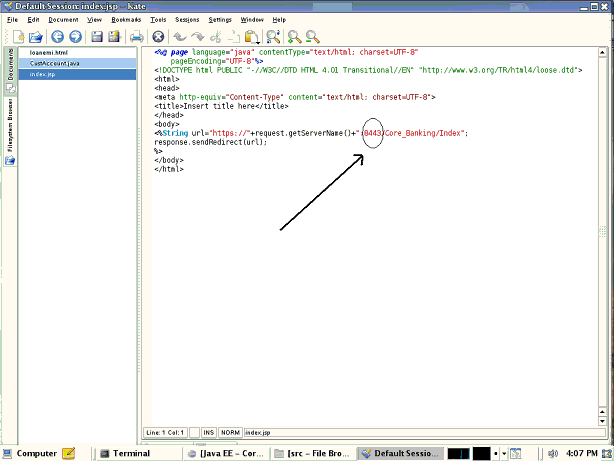 Default Session: index.jsp - Kate
File Edit Document View Bookmarks Tools Sessions Settings Window Help
Documents
Filesystem Browser
loanemi.html
CustAccount.java
index.jsp
<%@ page language="java" contentType="text/html; charset=UTF-8"
pageEncoding="UTF-8"%>
<!DOCTYPE html PUBLIC "-//W3C//DTD HTML 4.01 Transitional//EN" "http://www.w3.org/TR/html4/loose.dtd">
<html>
<head>
<meta http-equiv="Content-Type" content="text/html; charset=UTF-8">
<title>Insert title here</title>
</head>
<body>
<%String url="https://"+request.getServerName()+":8443/Core_Banking/Index";
response.sendRedirect(url);
%>
</body>
</html>
Line: 1 Col: 1 INS NORM index.jsp
Computer Terminal [Java EE - Cor... [src - File Bro... Default Sessio... 4:07 PM